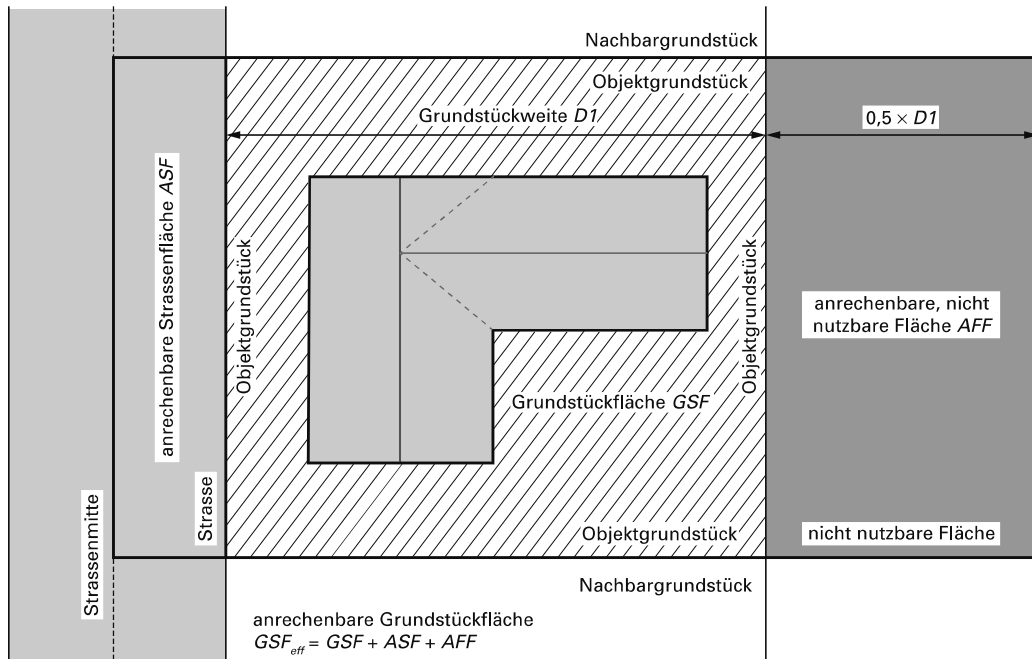 Nachbargrundstück
Objektgrundstück
Grundstückweite D1
0,5 × D1
anrechenbare Strassenfläche ASF
Objektgrundstück
Objektgrundstück
anrechenbare, nicht
nutzbare Fläche AFF
Grundstückfläche GSF
Strassenmitte
Strasse
Objektgrundstück
nicht nutzbare Fläche
Nachbargrundstück
anrechenbare Grundstückfläche
GSF_eff = GSF + ASF + AFF